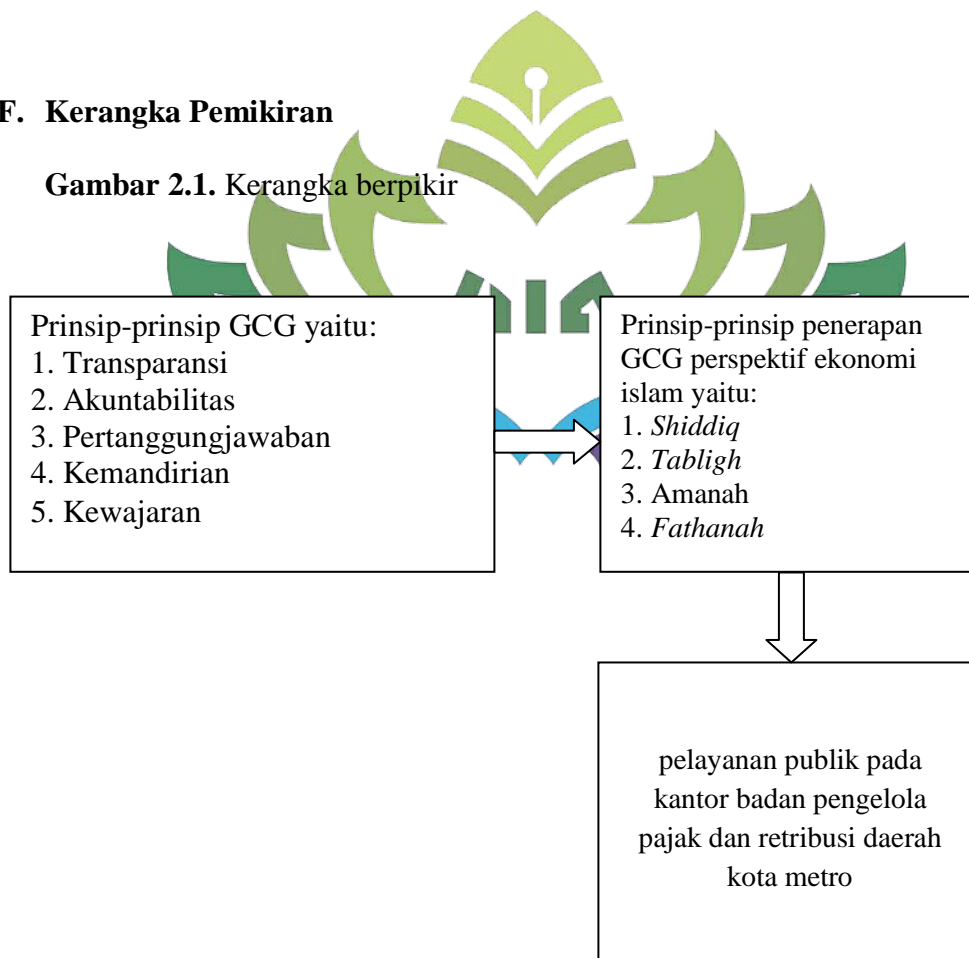 F. Kerangka Pemikiran
Gambar 2.1. Kerangka berpikir
Prinsip-prinsip GCG yaitu:
1. Transparansi
2. Akuntabilitas
3. Pertanggungjawaban
4. Kemandirian
5. Kewajaran
Prinsip-prinsip penerapan
GCG perspektif ekonomi
islam yaitu:
1. Shiddiq
2. Tabligh
3. Amanah
4. Fathanah
pelayanan publik pada
kantor badan pengelola
pajak dan retribusi daerah
kota metro